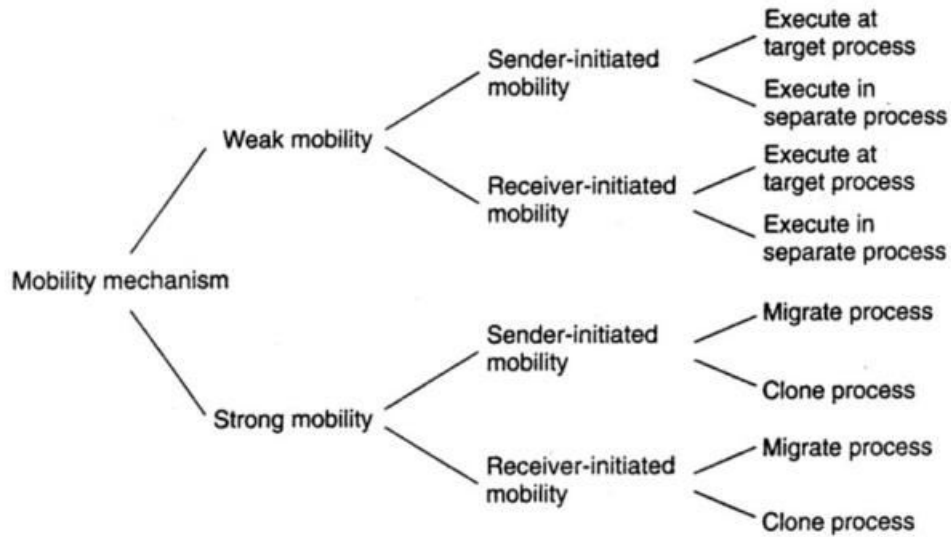 Execute at
target process
Sender-initiated
mobility
Execute in
separate process
Weak mobility
Execute at
target process
Receiver-initiated
mobility
Execute in
separate process
Mobility mechanism
Migrate process
Sender-initiated
mobility
Clone process
Strong mobility
Migrate process
Receiver-initiated
mobility
Clone process